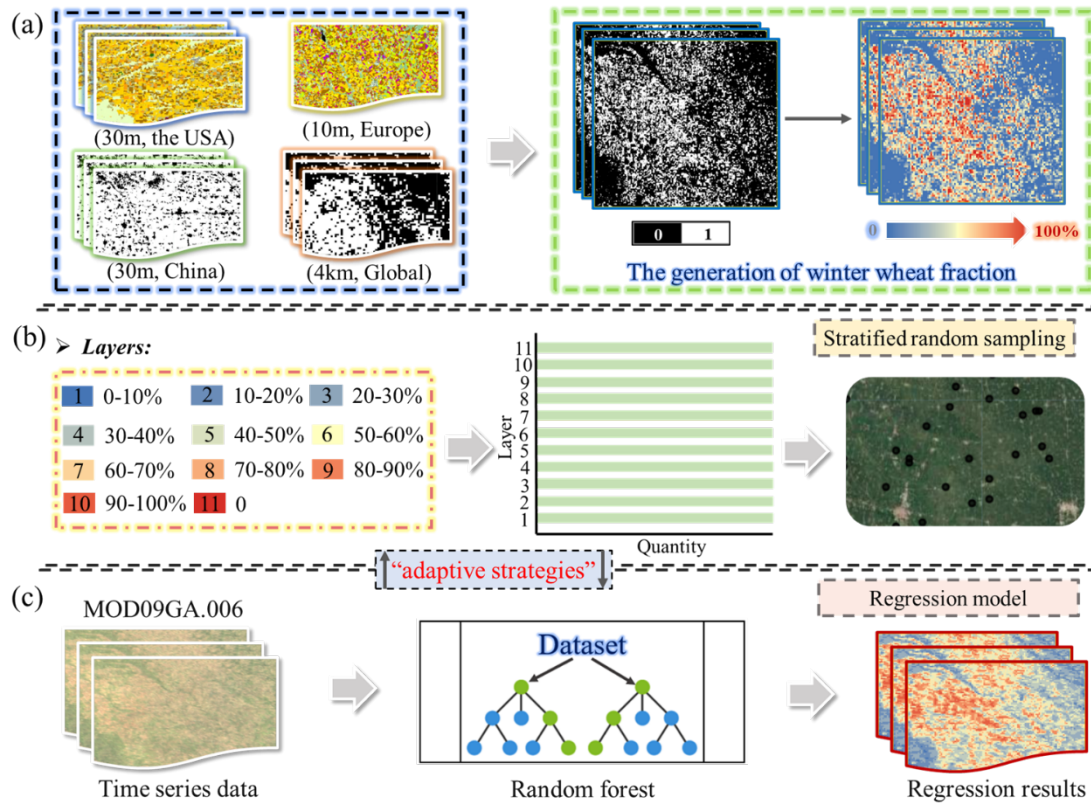 (a)
(30m, the USA)
(10m, Europe)
(30m, China)
(4km, Global)
0 1
0 100%
The generation of winter wheat fraction
(b)
➢ Layers:
1 0-10% 2 10-20% 3 20-30%
4 30-40% 5 40-50% 6 50-60%
7 60-70% 8 70-80% 9 80-90%
10 90-100% 11 0
Layer
11
10
9
8
7
6
5
4
3
2
1
Quantity
Stratified random sampling
“adaptive strategies”
(c)
MOD09GA.006
Time series data
Dataset
Random forest
Regression model
Regression results